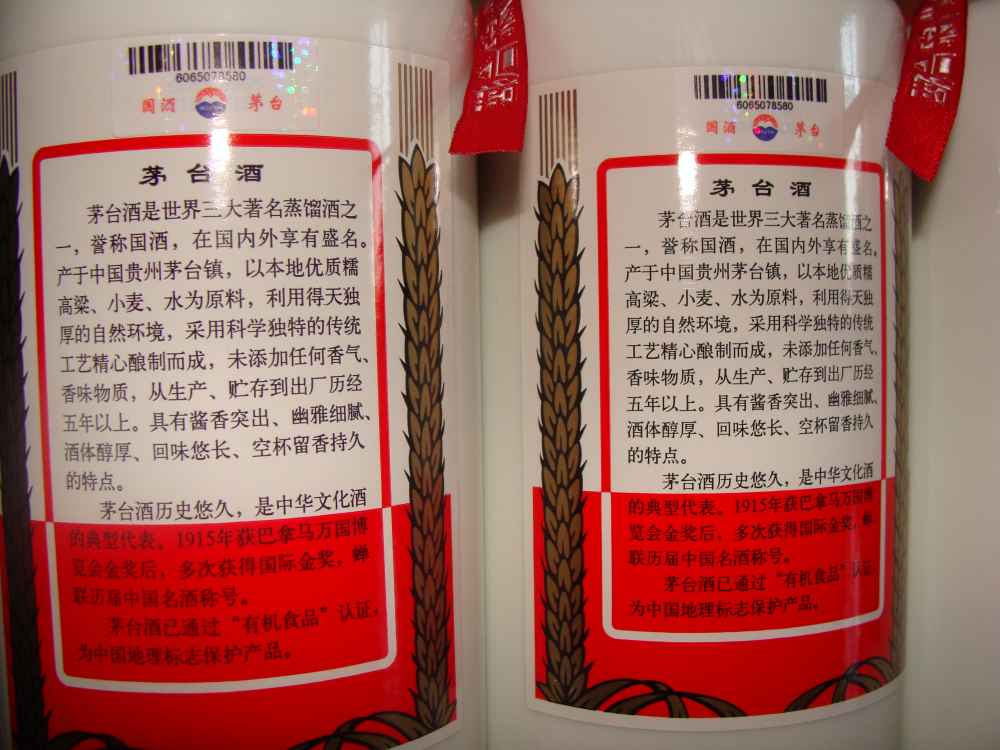 6065078580
国酒 茅台
茅台酒
茅台酒是世界三大著名蒸馏酒之
一，誉称国酒，在国内外享有盛名。
产于中国贵州茅台镇，以本地优质糯
高粱、小麦、水为原料，利用得天独
厚的自然环境，采用科学独特的传统
工艺精心酿制而成，未添加任何香气、
香味物质，从生产、贮存到出厂历经
五年以上。具有酱香突出、幽雅细腻、
酒体醇厚、回味悠长、空杯留香持久
的特点。
茅台酒历史悠久，是中华文化酒
的典型代表。1915年获巴拿马万国博
览会金奖后，多次获得国际金奖，蝉
联历届中国名酒称号。
茅台酒已通过“有机食品”认证，
为中国地理标志保护产品。
6065078580
国酒 茅台
茅台酒
茅台酒是世界三大著名蒸馏酒之
一，誉称国酒，在国内外享有盛名。
产于中国贵州茅台镇，以本地优质糯
高粱、小麦、水为原料，利用得天独
厚的自然环境，采用科学独特的传统
工艺精心酿制而成，未添加任何香气、
香味物质，从生产、贮存到出厂历经
五年以上。具有酱香突出、幽雅细腻、
酒体醇厚、回味悠长、空杯留香持久
的特点。
茅台酒历史悠久，是中华文化酒
的典型代表。1915年获巴拿马万国博
览会金奖后，多次获得国际金奖，蝉
联历届中国名酒称号。
茅台酒已通过“有机食品”认证，
为中国地理标志保护产品。